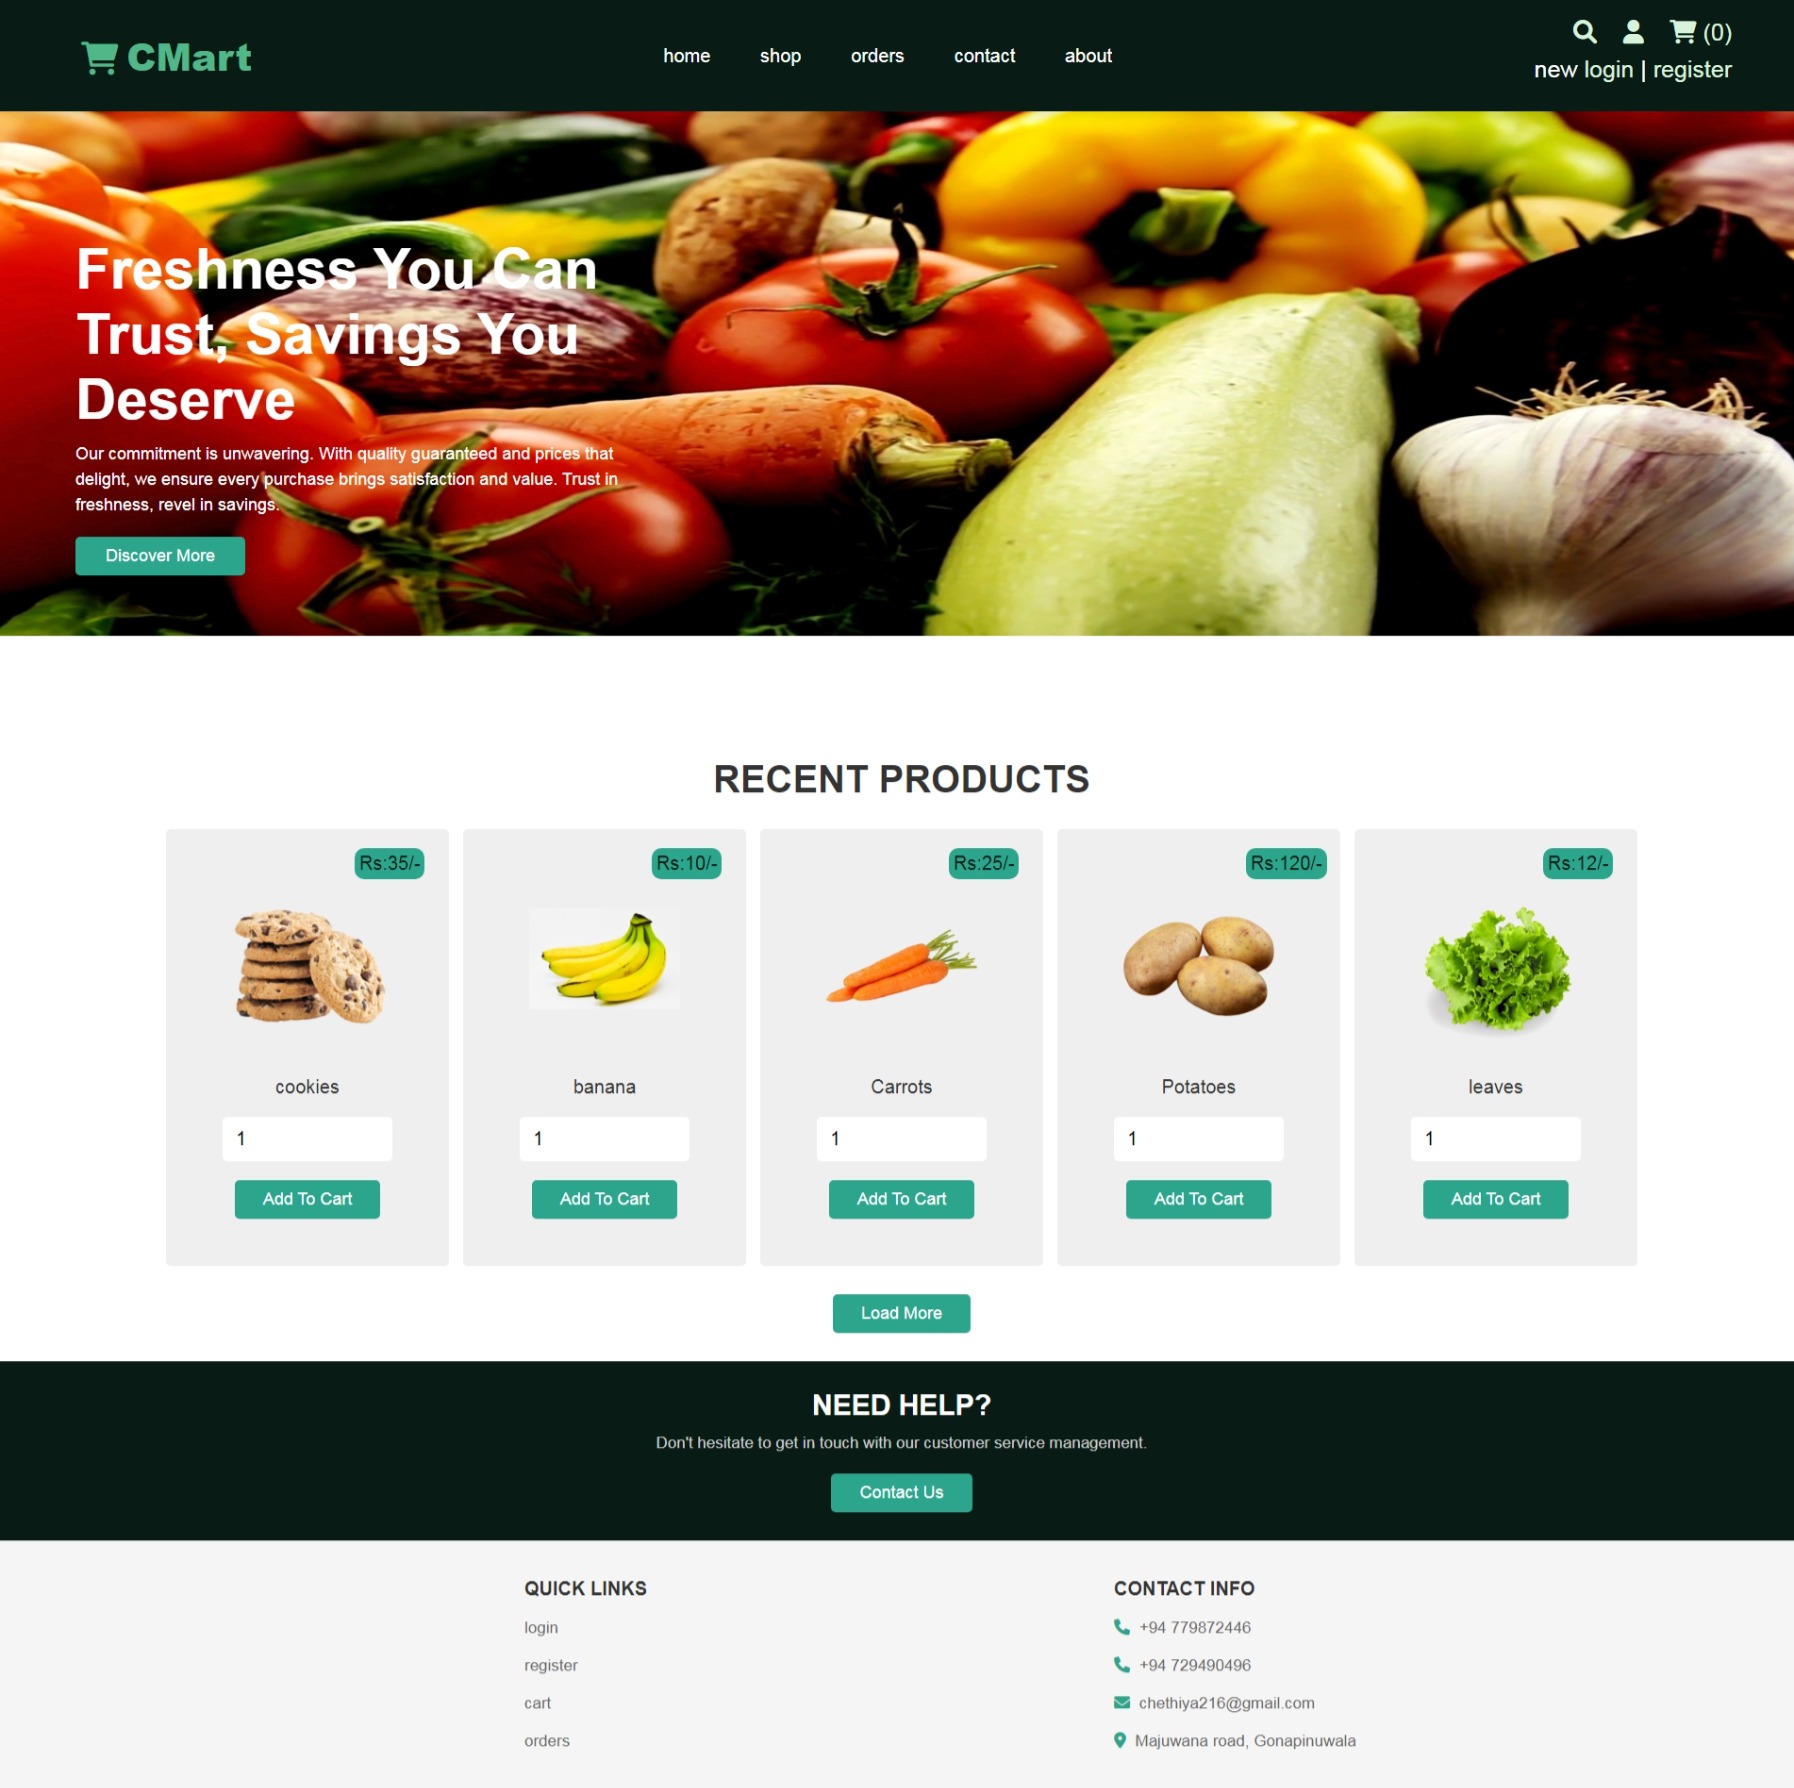 CMart
home shop orders contact about
(0)
new login | register
Freshness You Can
Trust, Savings You
Deserve
Our commitment is unwavering. With quality guaranteed and prices that
delight, we ensure every purchase brings satisfaction and value. Trust in
freshness, revel in savings.
Discover More
RECENT PRODUCTS
Rs:35/- Rs:10/- Rs:25/- Rs:120/- Rs:12/-
cookies banana Carrots Potatoes leaves
1 1 1 1 1
Add To Cart Add To Cart Add To Cart Add To Cart Add To Cart
Load More
NEED HELP?
Don't hesitate to get in touch with our customer service management.
Contact Us
QUICK LINKS
login
register
cart
orders
CONTACT INFO
+94 779872446
+94 729490496
chethiya216@gmail.com
Majuwana road, Gonapinuwala